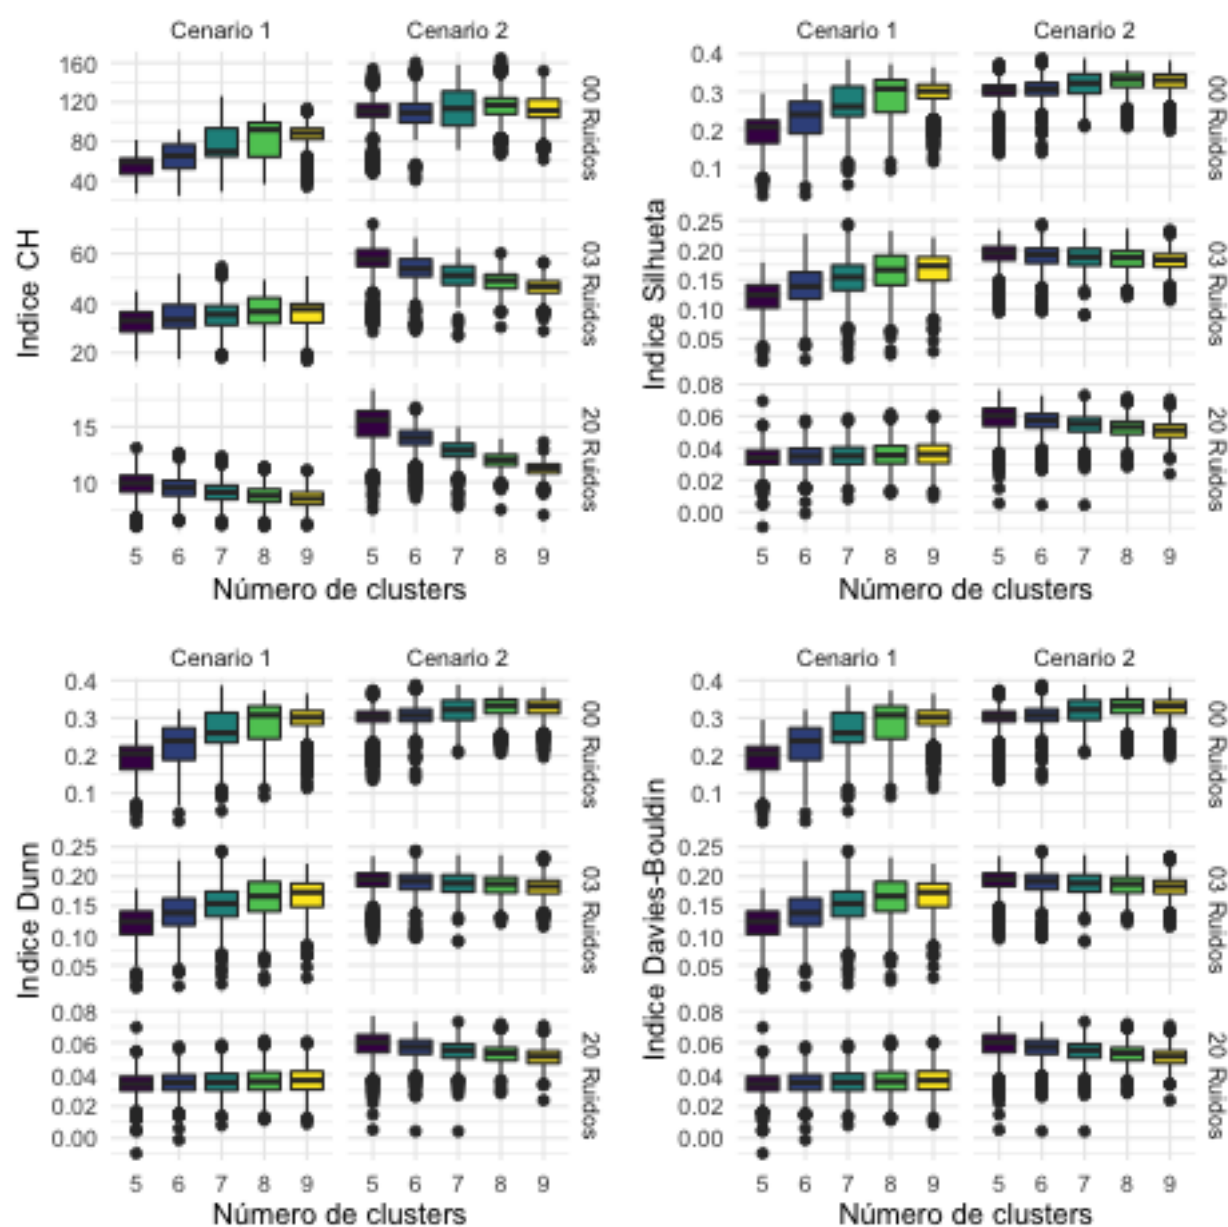 Cenario 1 Cenario 2
160
120
80
40
00 Ruidos
60
40
20
03 Ruidos
15
10
20 Ruidos
Indice CH
5 6 7 8 9 5 6 7 8 9
Número de clusters
Cenario 1 Cenario 2
0.4
0.3
0.2
0.1
00 Ruidos
0.25
0.20
0.15
0.10
0.05
03 Ruidos
0.08
0.06
0.04
0.02
0.00
20 Ruidos
Indice Silhueta
5 6 7 8 9 5 6 7 8 9
Número de clusters
Cenario 1 Cenario 2
0.4
0.3
0.2
0.1
00 Ruidos
0.25
0.20
0.15
0.10
0.05
03 Ruidos
0.08
0.06
0.04
0.02
0.00
20 Ruidos
Indice Dunn
5 6 7 8 9 5 6 7 8 9
Número de clusters
Cenario 1 Cenario 2
0.4
0.3
0.2
0.1
00 Ruidos
0.25
0.20
0.15
0.10
0.05
03 Ruidos
0.08
0.06
0.04
0.02
0.00
20 Ruidos
Indice Davies-Bouldin
5 6 7 8 9 5 6 7 8 9
Número de clusters